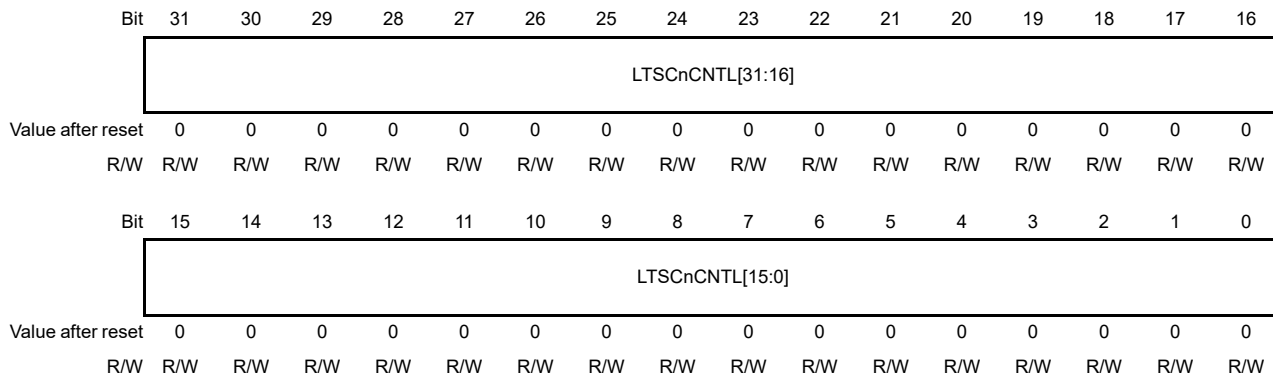 Bit 31 30 29 28 27 26 25 24 23 22 21 20 19 18 17 16
LTSCnCNTL[31:16]
Value after reset 0 0 0 0 0 0 0 0 0 0 0 0 0 0 0 0
R/W R/W R/W R/W R/W R/W R/W R/W R/W R/W R/W R/W R/W R/W R/W R/W R/W
Bit 15 14 13 12 11 10 9 8 7 6 5 4 3 2 1 0
LTSCnCNTL[15:0]
Value after reset 0 0 0 0 0 0 0 0 0 0 0 0 0 0 0 0
R/W R/W R/W R/W R/W R/W R/W R/W R/W R/W R/W R/W R/W R/W R/W R/W R/W